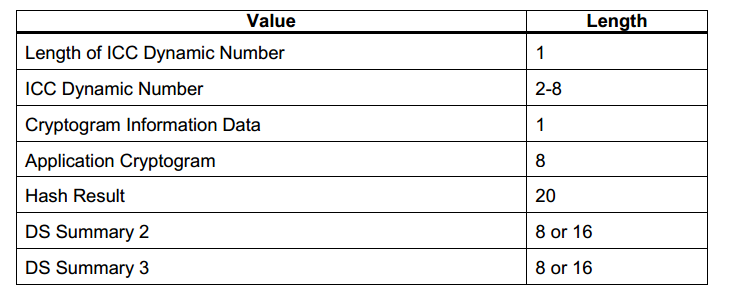 Value Length
Length of ICC Dynamic Number 1
ICC Dynamic Number 2-8
Cryptogram Information Data 1
Application Cryptogram 8
Hash Result 20
DS Summary 2 8 or 16
DS Summary 3 8 or 16